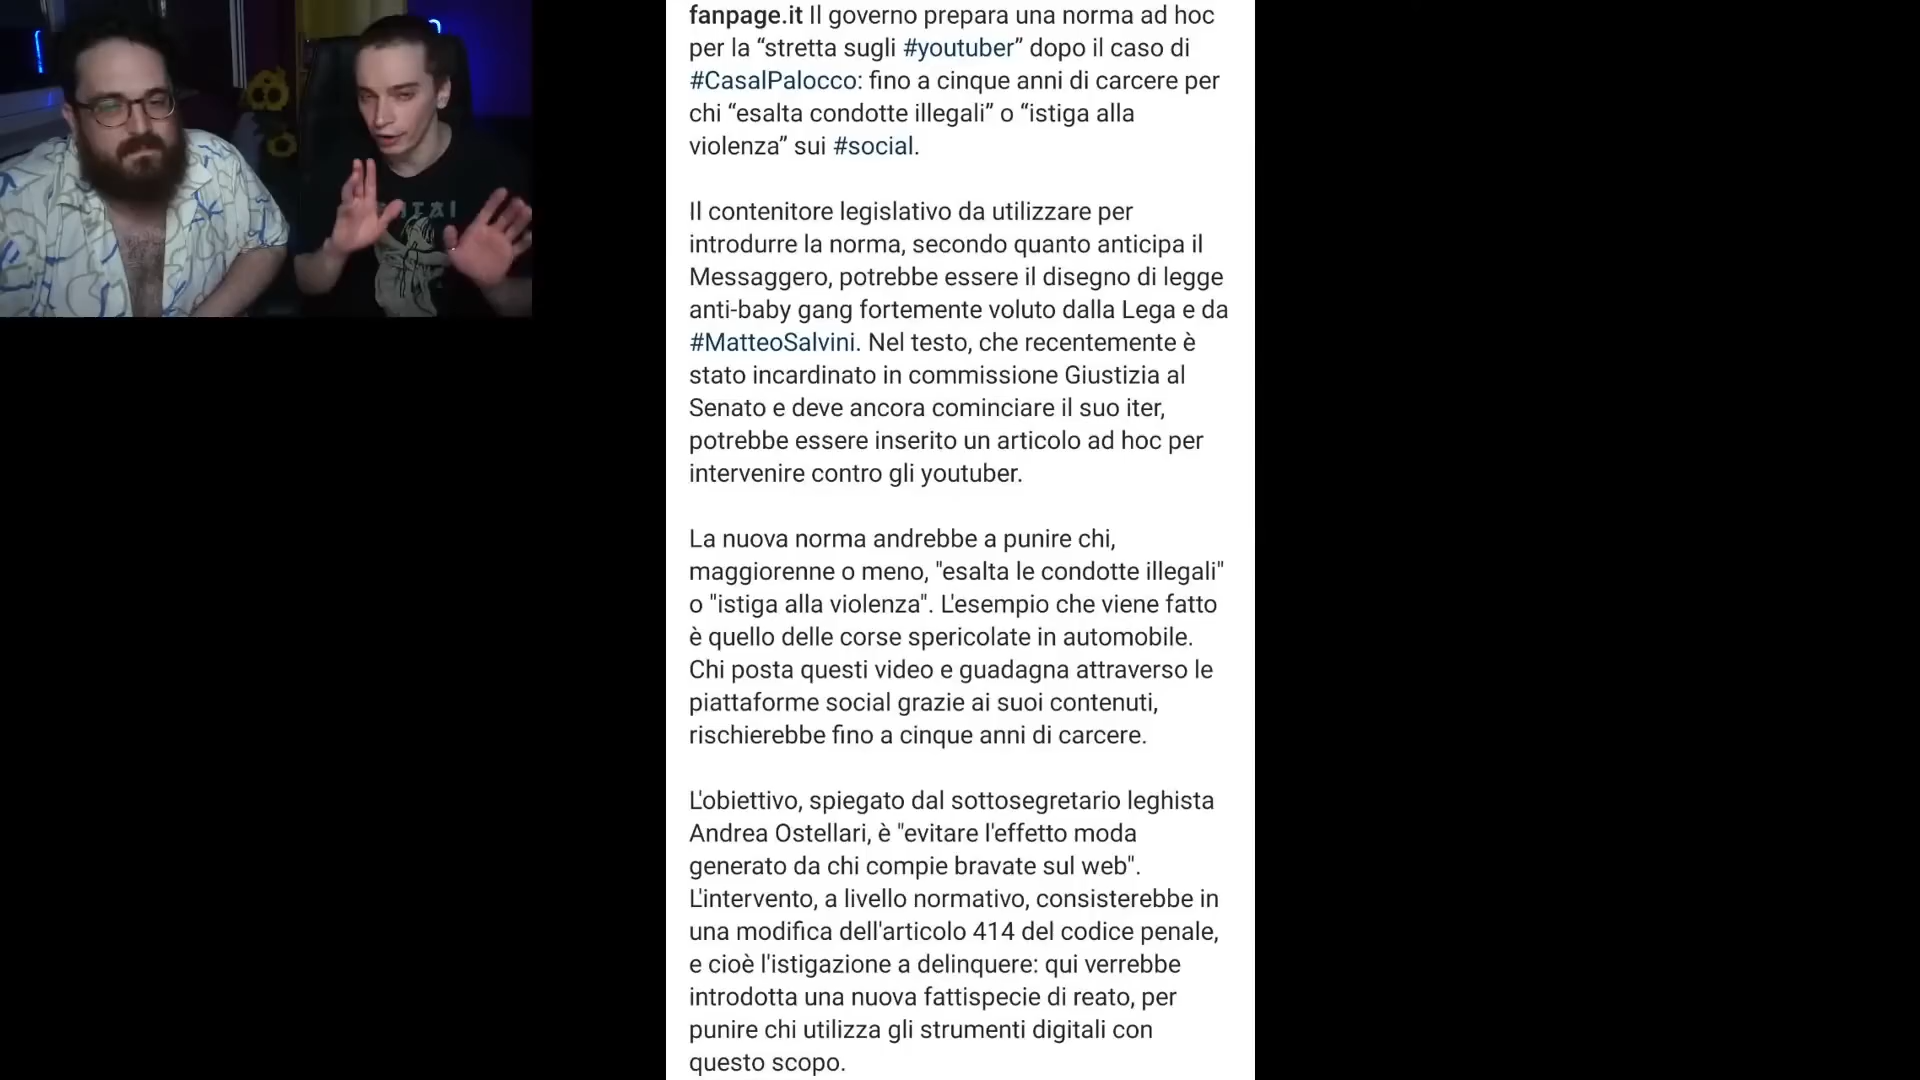 fanpage.it Il governo prepara una norma ad hoc
per la “stretta sugli #youtuber” dopo il caso di
#CasalPalocco: fino a cinque anni di carcere per
chi “esalta condotte illegali” o “istiga alla
violenza” sui #social.
Il contenitore legislativo da utilizzare per
introdurre la norma, secondo quanto anticipa il
Messaggero, potrebbe essere il disegno di legge
anti-baby gang fortemente voluto dalla Lega e da
#MatteoSalvini. Nel testo, che recentemente è
stato incardinato in commissione Giustizia al
Senato e deve ancora cominciare il suo iter,
potrebbe essere inserito un articolo ad hoc per
intervenire contro gli youtuber.
La nuova norma andrebbe a punire chi,
maggiorenne o meno, "esalta le condotte illegali"
o "istiga alla violenza". L'esempio che viene fatto
è quello delle corse spericolate in automobile.
Chi posta questi video e guadagna attraverso le
piattaforme social grazie ai suoi contenuti,
rischierebbe fino a cinque anni di carcere.
L'obiettivo, spiegato dal sottosegretario leghista
Andrea Ostellari, è "evitare l'effetto moda
generato da chi compie bravate sul web".
L'intervento, a livello normativo, consisterebbe in
una modifica dell'articolo 414 del codice penale,
e cioè l'istigazione a delinquere: qui verrebbe
introdotta una nuova fattispecie di reato, per
punire chi utilizza gli strumenti digitali con
questo scopo.